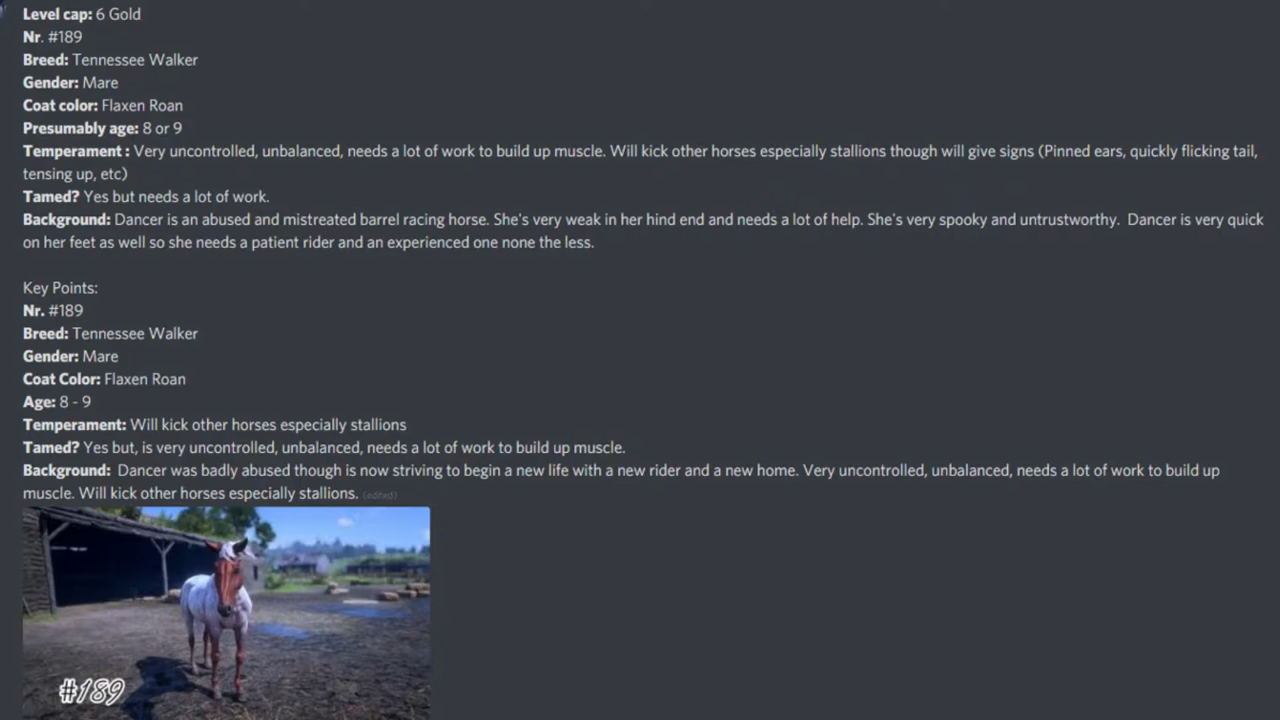 Level cap: 6 Gold
Nr. #189
Breed: Tennessee Walker
Gender: Mare
Coat color: Flaxen Roan
Presumably age: 8 or 9
Temperament : Very uncontrolled, unbalanced, needs a lot of work to build up muscle. Will kick other horses especially stallions though will give signs (Pinned ears, quickly flicking tail,
tensing up, etc)
Tamed? Yes but needs a lot of work.
Background: Dancer is an abused and mistreated barrel racing horse. She's very weak in her hind end and needs a lot of help. She's very spooky and untrustworthy. Dancer is very quick
on her feet as well so she needs a patient rider and an experienced one none the less.
Key Points:
Nr. #189
Breed: Tennessee Walker
Gender: Mare
Coat Color: Flaxen Roan
Age: 8 - 9
Temperament: Will kick other horses especially stallions
Tamed? Yes but, is very uncontrolled, unbalanced, needs a lot of work to build up muscle.
Background: Dancer was badly abused though is now striving to begin a new life with a new rider and a new home. Very uncontrolled, unbalanced, needs a lot of work to build up
muscle. Will kick other horses especially stallions. (edited)
#189